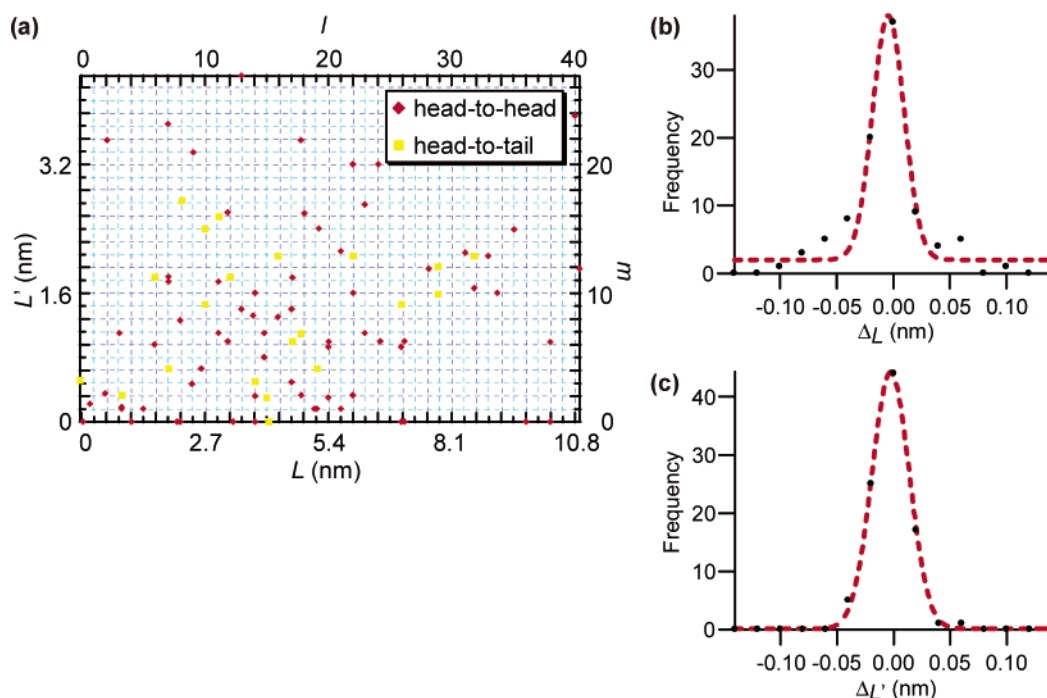 (a)
l
0 10 20 30 40
head-to-head
head-to-tail
3.2
1.6
0
L' (nm)
20
10
0
m
0 2.7 5.4 8.1 10.8
L (nm)
(b)
30
20
10
0
Frequency
-0.10 -0.05 0.00 0.05 0.10
ΔL (nm)
(c)
40
30
20
10
0
Frequency
-0.10 -0.05 0.00 0.05 0.10
ΔL' (nm)